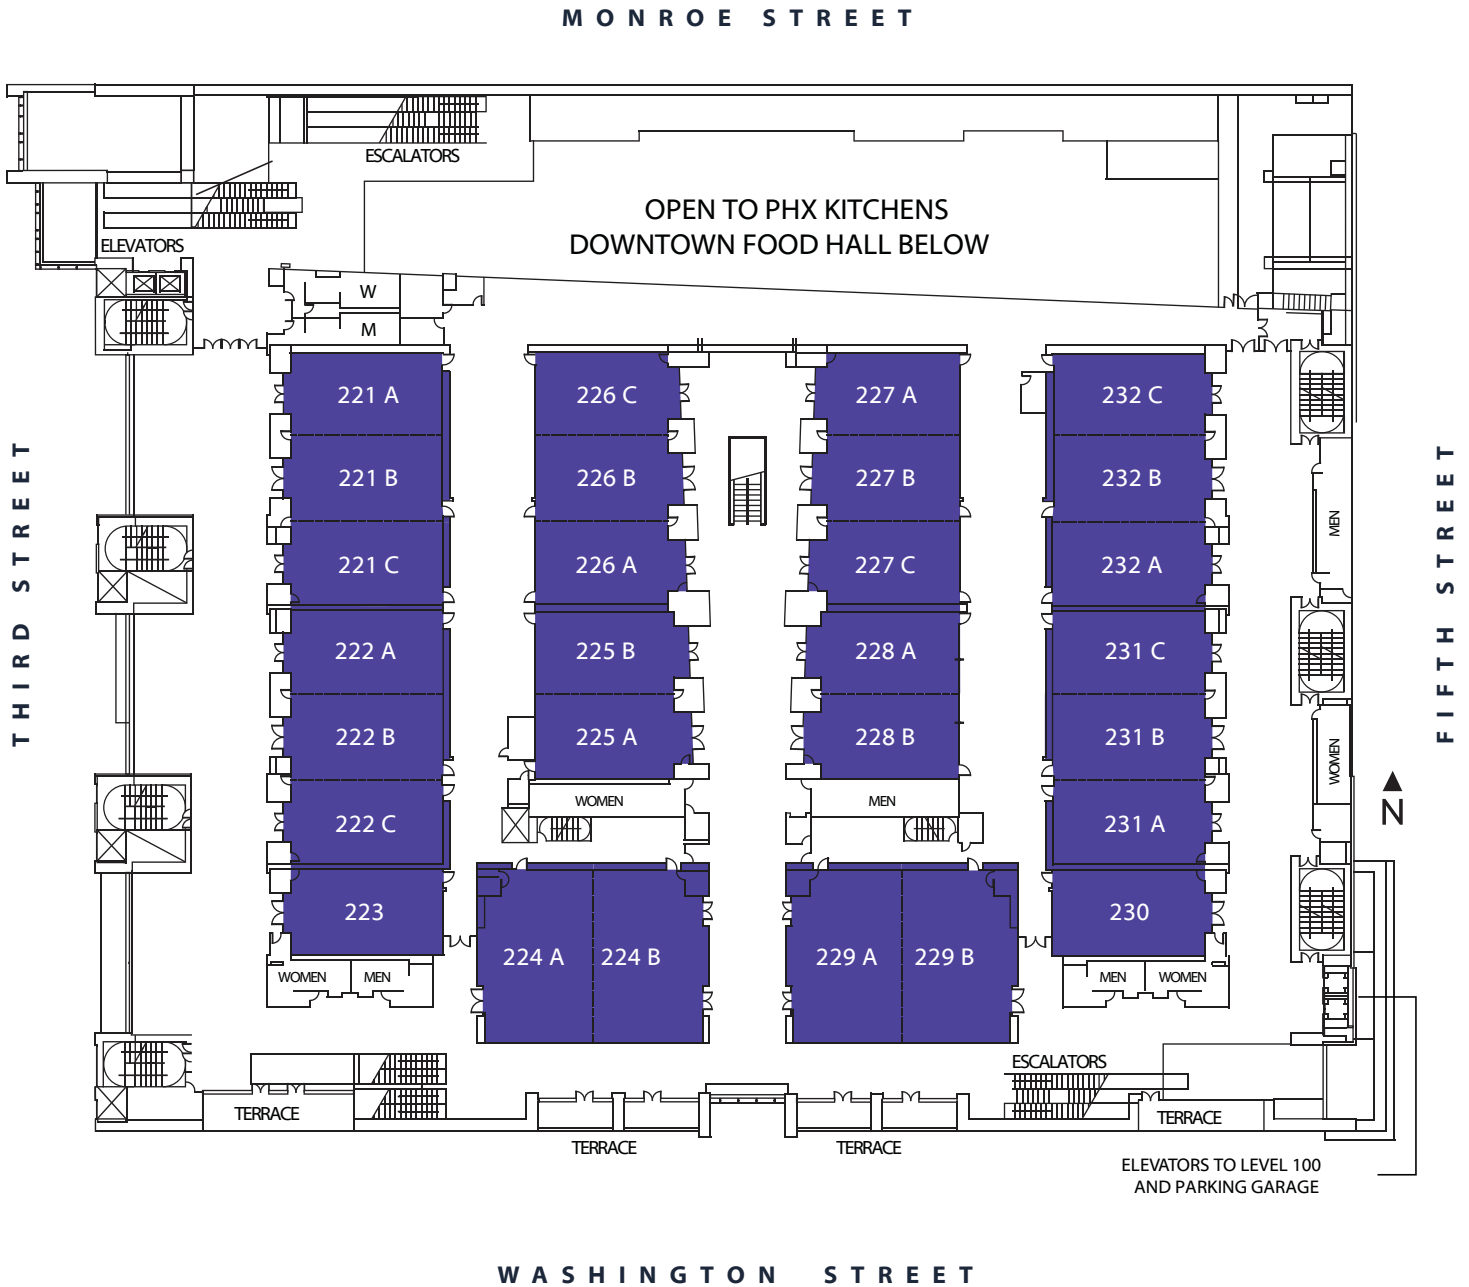 MONROE STREET
ESCALATORS
OPEN TO PHX KITCHENS
DOWNTOWN FOOD HALL BELOW
ELEVATORS
W
M
221 A
226 C
227 A
232 C
221 B
226 B
227 B
232 B
221 C
226 A
227 C
232 A
MEN
THIRD STREET
FIFTH STREET
222 A
225 B
228 A
231 C
222 B
225 A
228 B
231 B
WOMEN
N
WOMEN
MEN
222 C
231 A
223
230
224 A
224 B
229 A
229 B
WOMEN
MEN
MEN
WOMEN
ESCALATORS
TERRACE
TERRACE
TERRACE
TERRACE
ELEVATORS TO LEVEL 100
AND PARKING GARAGE
WASHINGTON STREET